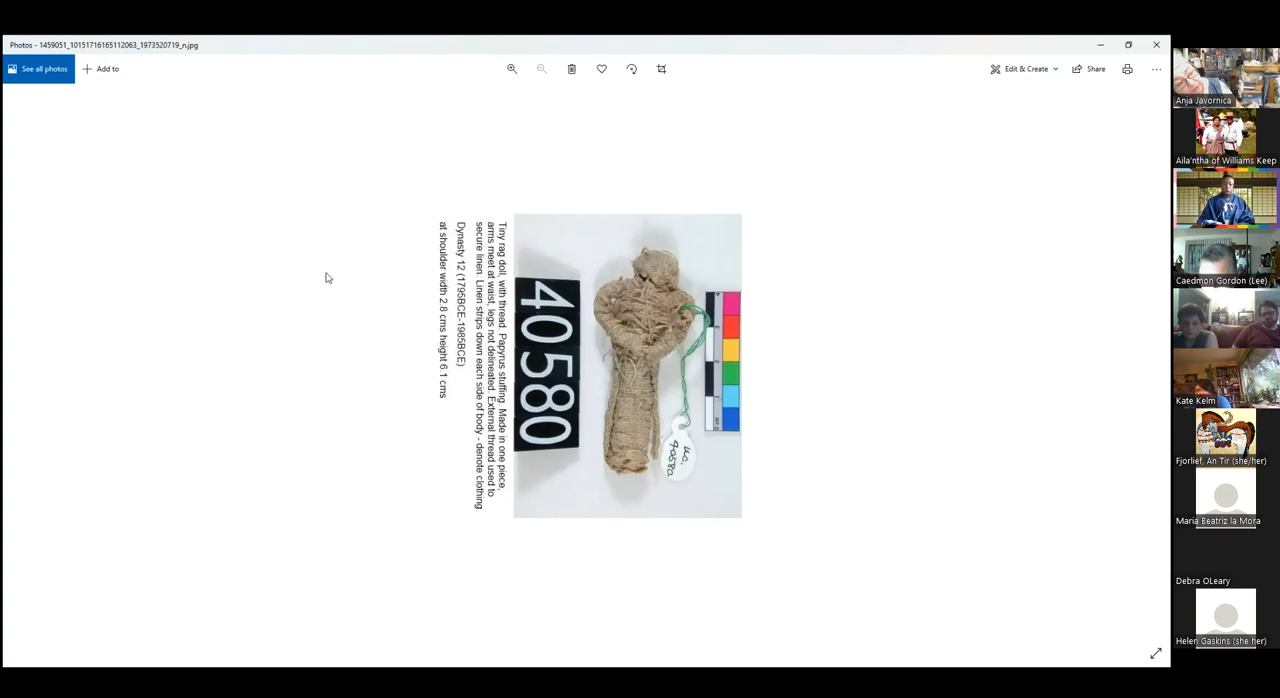 Photos - 1459051_10151716165112063_1973520719_n.jpg
See all photos
Add to
Edit & Create
Share
Tiny rag doll, with thread. Papyrus stuffing. Made in one piece,
arms meet at waist, legs not delineated. External thread used to
secure linen. Linen strips down each side of body - denote clothing.
Dynasty 12 (1795BCE-1985BCE)
at shoulder width 2.8 cms height 6.1 cms
40580
UC.
40580
Anja Javornica
Aila'ntha of Williams Keep
Caedmon Gordon (Lee)
Kate Kelm
Fjorlief, An Tir (she/her)
Maria Beatriz la Mora
Debra OLeary
Helen Gaskins (she her)